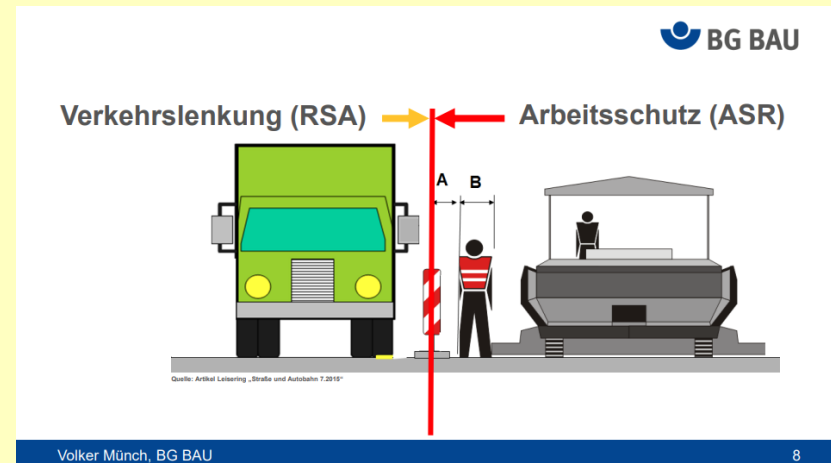 BG BAU
Verkehrslenkung (RSA)
Arbeitsschutz (ASR)
A B
Quelle: Artikel Leisering „Straße und Autobahn 7.2015“
Volker Münch, BG BAU 8